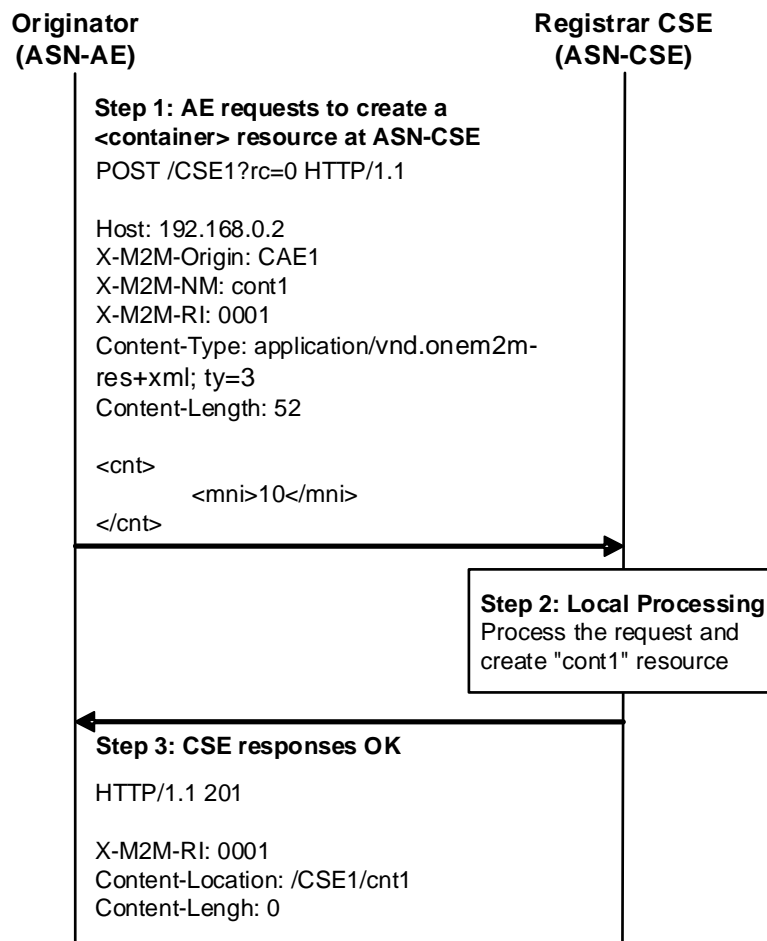 Originator
(ASN-AE)
Registrar CSE
(ASN-CSE)
Step 1: AE requests to create a
<container> resource at ASN-CSE
POST /CSE1?rc=0 HTTP/1.1
Host: 192.168.0.2
X-M2M-Origin: CAE1
X-M2M-NM: cont1
X-M2M-RI: 0001
Content-Type: application/vnd.onem2m-
res+xml; ty=3
Content-Length: 52
<cnt>
<mni>10</mni>
</cnt>
Step 2: Local Processing
Process the request and
create "cont1" resource
Step 3: CSE responses OK
HTTP/1.1 201
X-M2M-RI: 0001
Content-Location: /CSE1/cnt1
Content-Lengh: 0